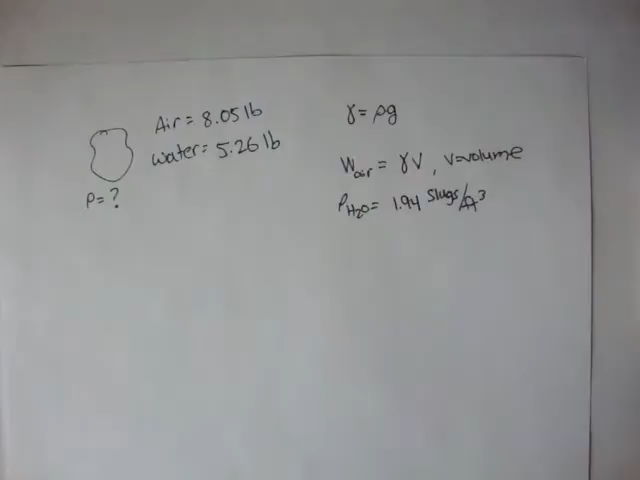 Air = 8.05 lb
water = 5.26 lb
ρ = ?
γ = ρg
W_air = γV, V=volume
ρ_H2O = 1.94 slugs/ft³